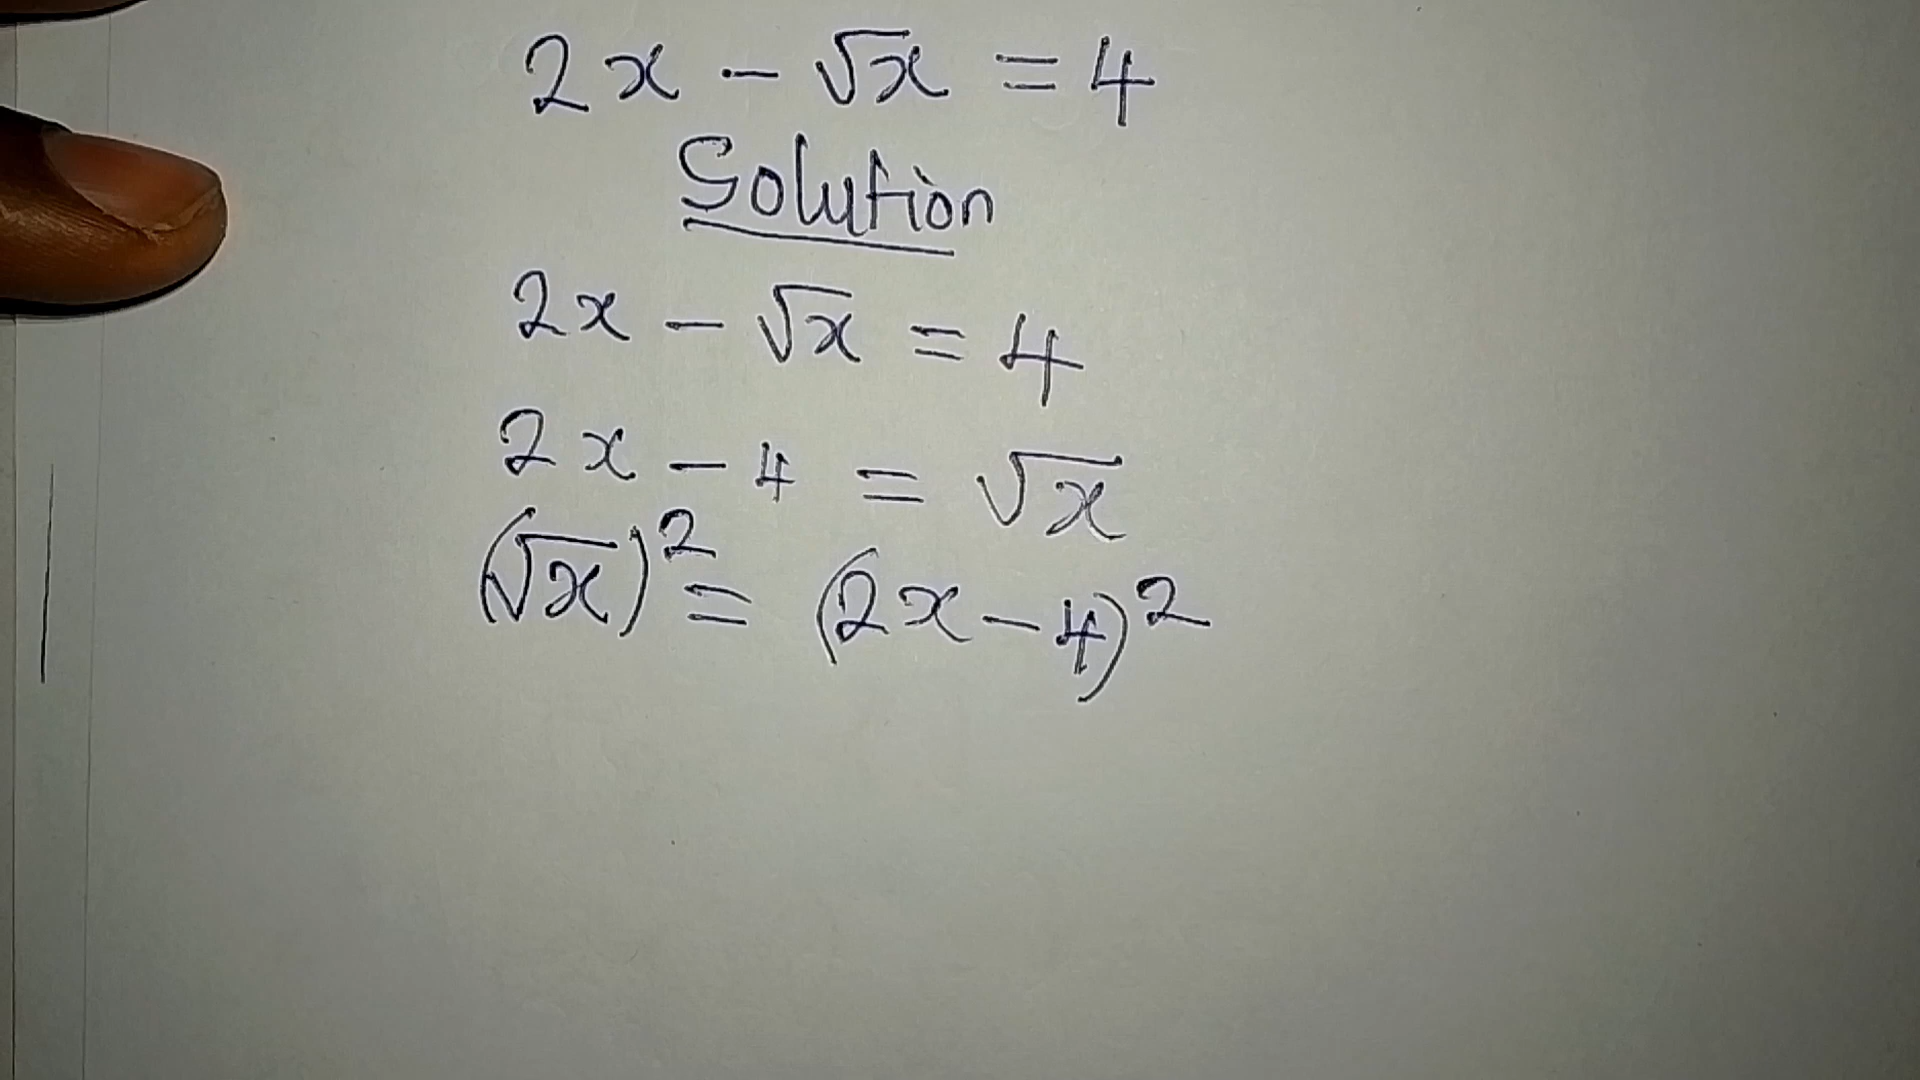 2x - √x = 4
Solution
2x - √x = 4
2x - 4 = √x
(√x)² = (2x - 4)²